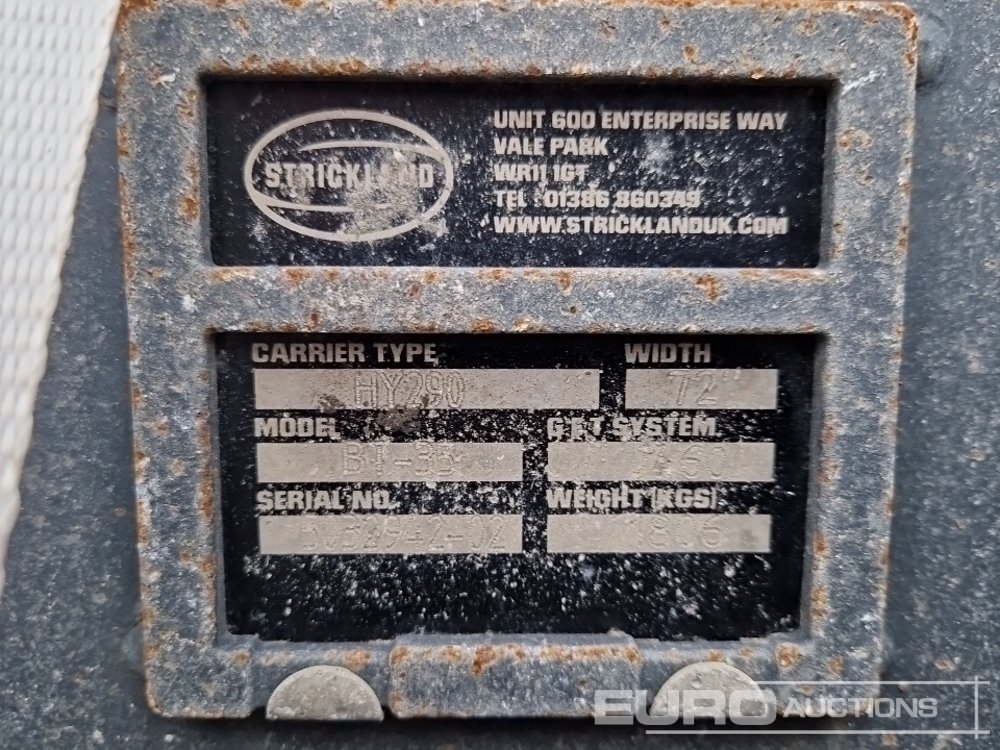 STRICKLAND
UNIT 600 ENTERPRISE WAY
VALE PARK
WR11 1GT
TEL : 01386 860349
WWW.STRICKLANDUK.COM
CARRIER TYPE WIDTH
HY290 72"
MODEL G E T SYSTEM
SERIAL NO. WEIGHT (KGS)
1806
EURO AUCTIONS